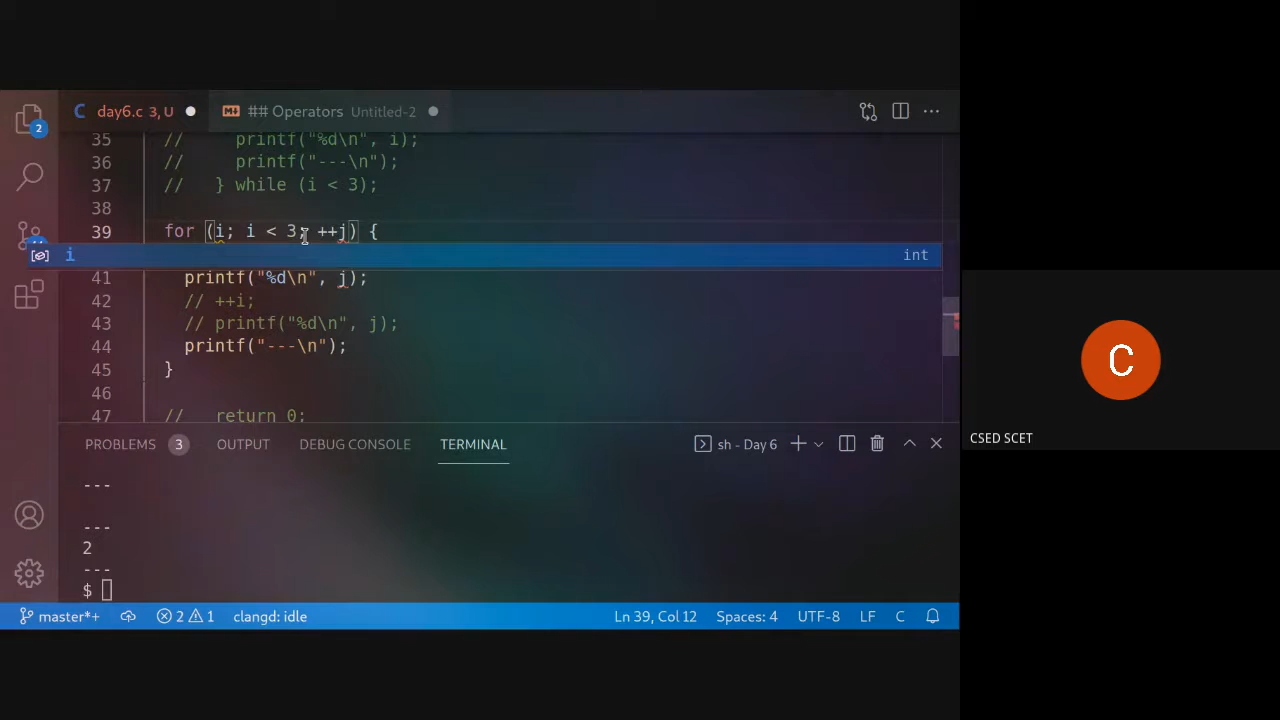 day6.c 3, U
## Operators Untitled-2
2
35 // printf("%d\n", i);
36 // printf("---\n");
37 // } while (i < 3);
38
39 for (i; i < 3; ++j) {
i int
41 printf("%d\n", j);
42 // ++i;
43 // printf("%d\n", j);
44 printf("---\n");
45 }
46
47 // return 0;
PROBLEMS 3 OUTPUT DEBUG CONSOLE TERMINAL sh - Day 6
---
---
2
---
$
master*+ 2 1 clangd: idle Ln 39, Col 12 Spaces: 4 UTF-8 LF C
C
CSED SCET